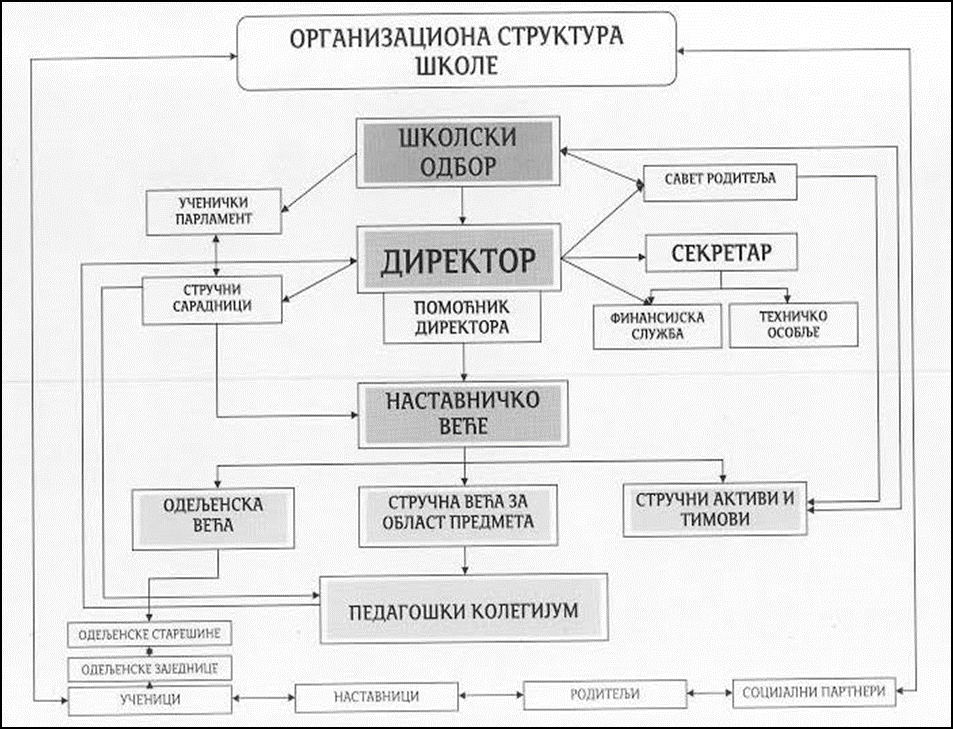 ОРГАНИЗАЦИОНА СТРУКТУРА
ШКОЛЕ
ШКОЛСКИ
ОДБОР
САВЕТ РОДИТЕЉА
УЧЕНИЧКИ
ПАРЛАМЕНТ
ДИРЕКТОР
СЕКРЕТАР
СТРУЧНИ
САРАДНИЦИ
ПОМОЋНИК
ДИРЕКТОРА
ФИНАНСИЈСКА
СЛУЖБА
ТЕХНИЧКО
ОСОБЉЕ
НАСТАВНИЧКО
ВЕЋЕ
ОДЕЉЕНСКА
ВЕЋА
СТРУЧНА ВЕЋА ЗА
ОБЛАСТ ПРЕДМЕТА
СТРУЧНИ АКТИВИ И
ТИМОВИ
ПЕДАГОШКИ КОЛЕГИЈУМ
ОДЕЉЕНСКЕ СТАРЕШИНЕ
ОДЕЉЕНСКЕ ЗАЈЕДНИЦЕ
УЧЕНИЦИ
НАСТАВНИЦИ
РОДИТЕЉИ
СОЦИЈАЛНИ ПАРТНЕРИ